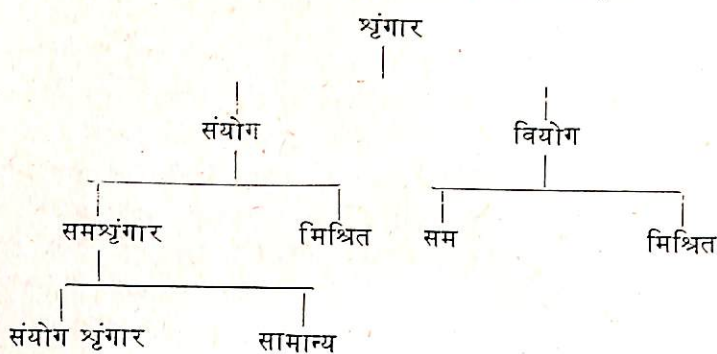 शृंगार
संयोग वियोग
समशृंगार मिश्रित सम मिश्रित
संयोग शृंगार सामान्य